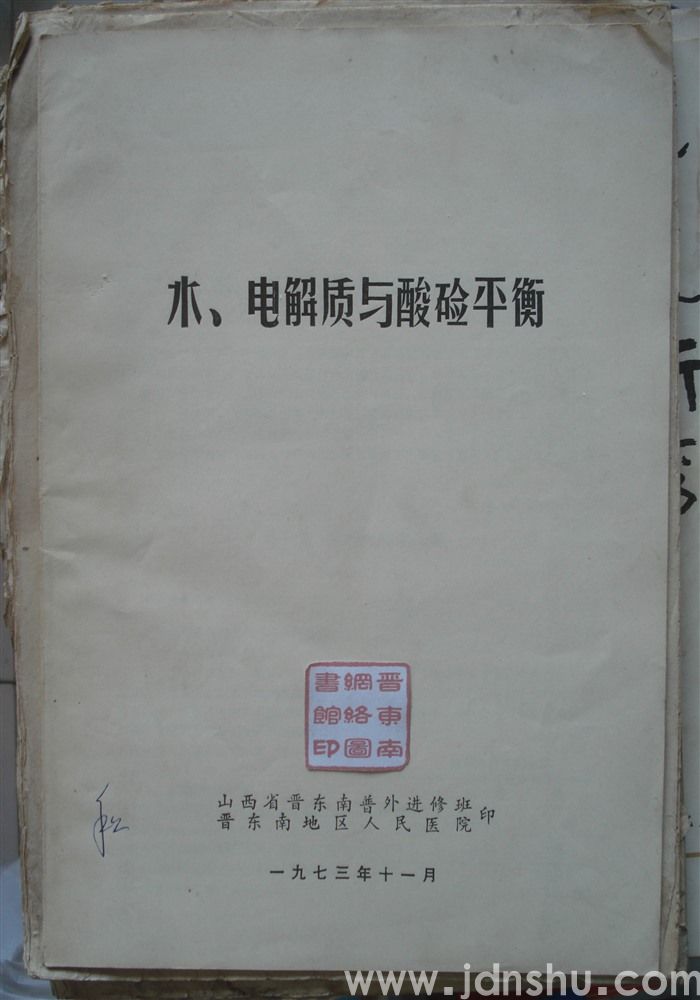 水、电解质与酸硷平衡
晋東南
網絡圖
書館印
山西省晋东南普外进修班
晋东南地区人民医院
印
一九七三年十一月
www.jdnshu.com